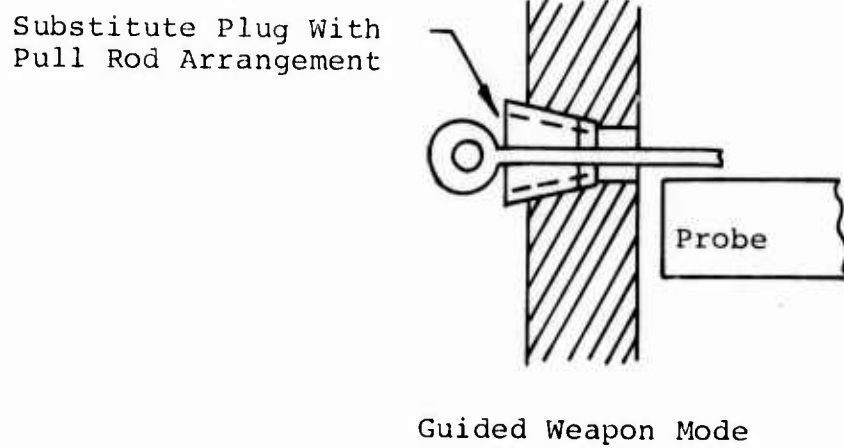 Substitute Plug With
Pull Rod Arrangement
Probe
Guided Weapon Mode